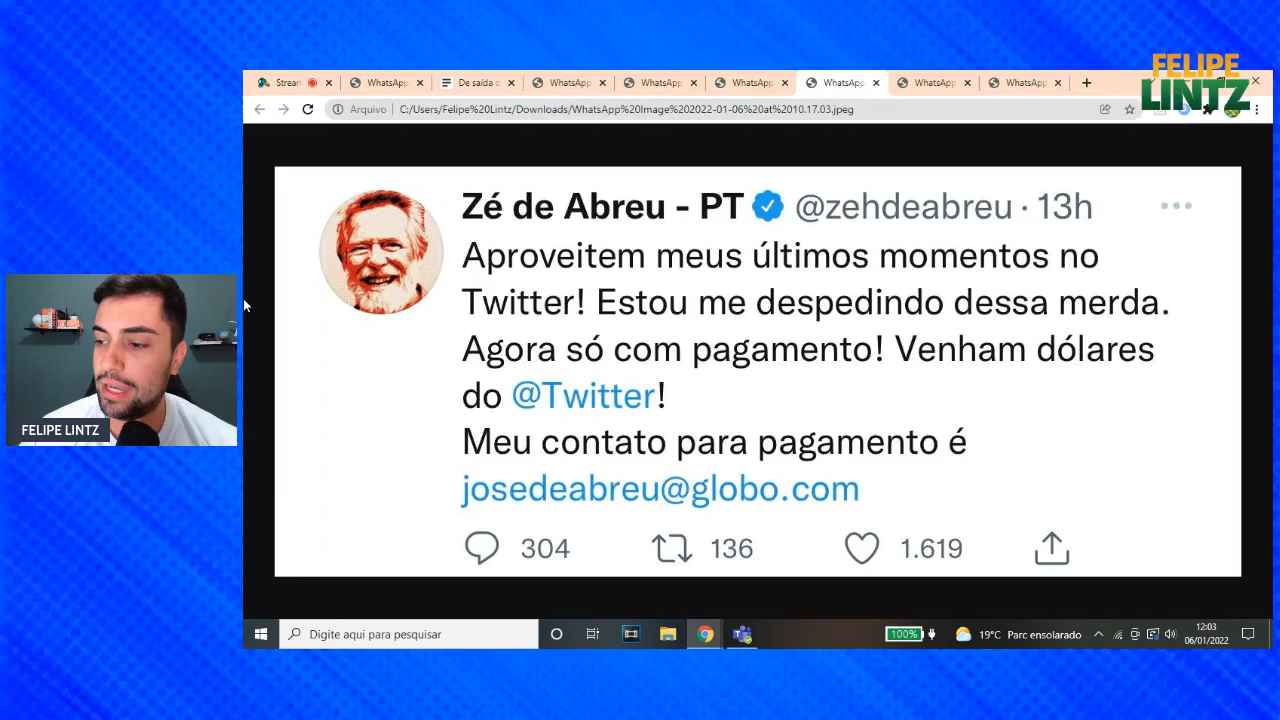 FELIPE
LINTZ
Stream
WhatsApp
De saída o
WhatsApp
WhatsApp
WhatsApp
WhatsApp
WhatsApp
WhatsApp
Arquivo
C:/Users/Felipe%20Lintz/Downloads/WhatsApp%20Image%202022-01-06%20at%2010.17.03.jpeg
Zé de Abreu - PT @zehdeabreu · 13h
Aproveitem meus últimos momentos no
Twitter! Estou me despedindo dessa merda.
Agora só com pagamento! Venham dólares
do @Twitter!
Meu contato para pagamento é
josedeabreu@globo.com
304 136 1.619
FELIPE LINTZ
Digite aqui para pesquisar
100%
19°C Parc ensolarado
12:03
06/01/2022